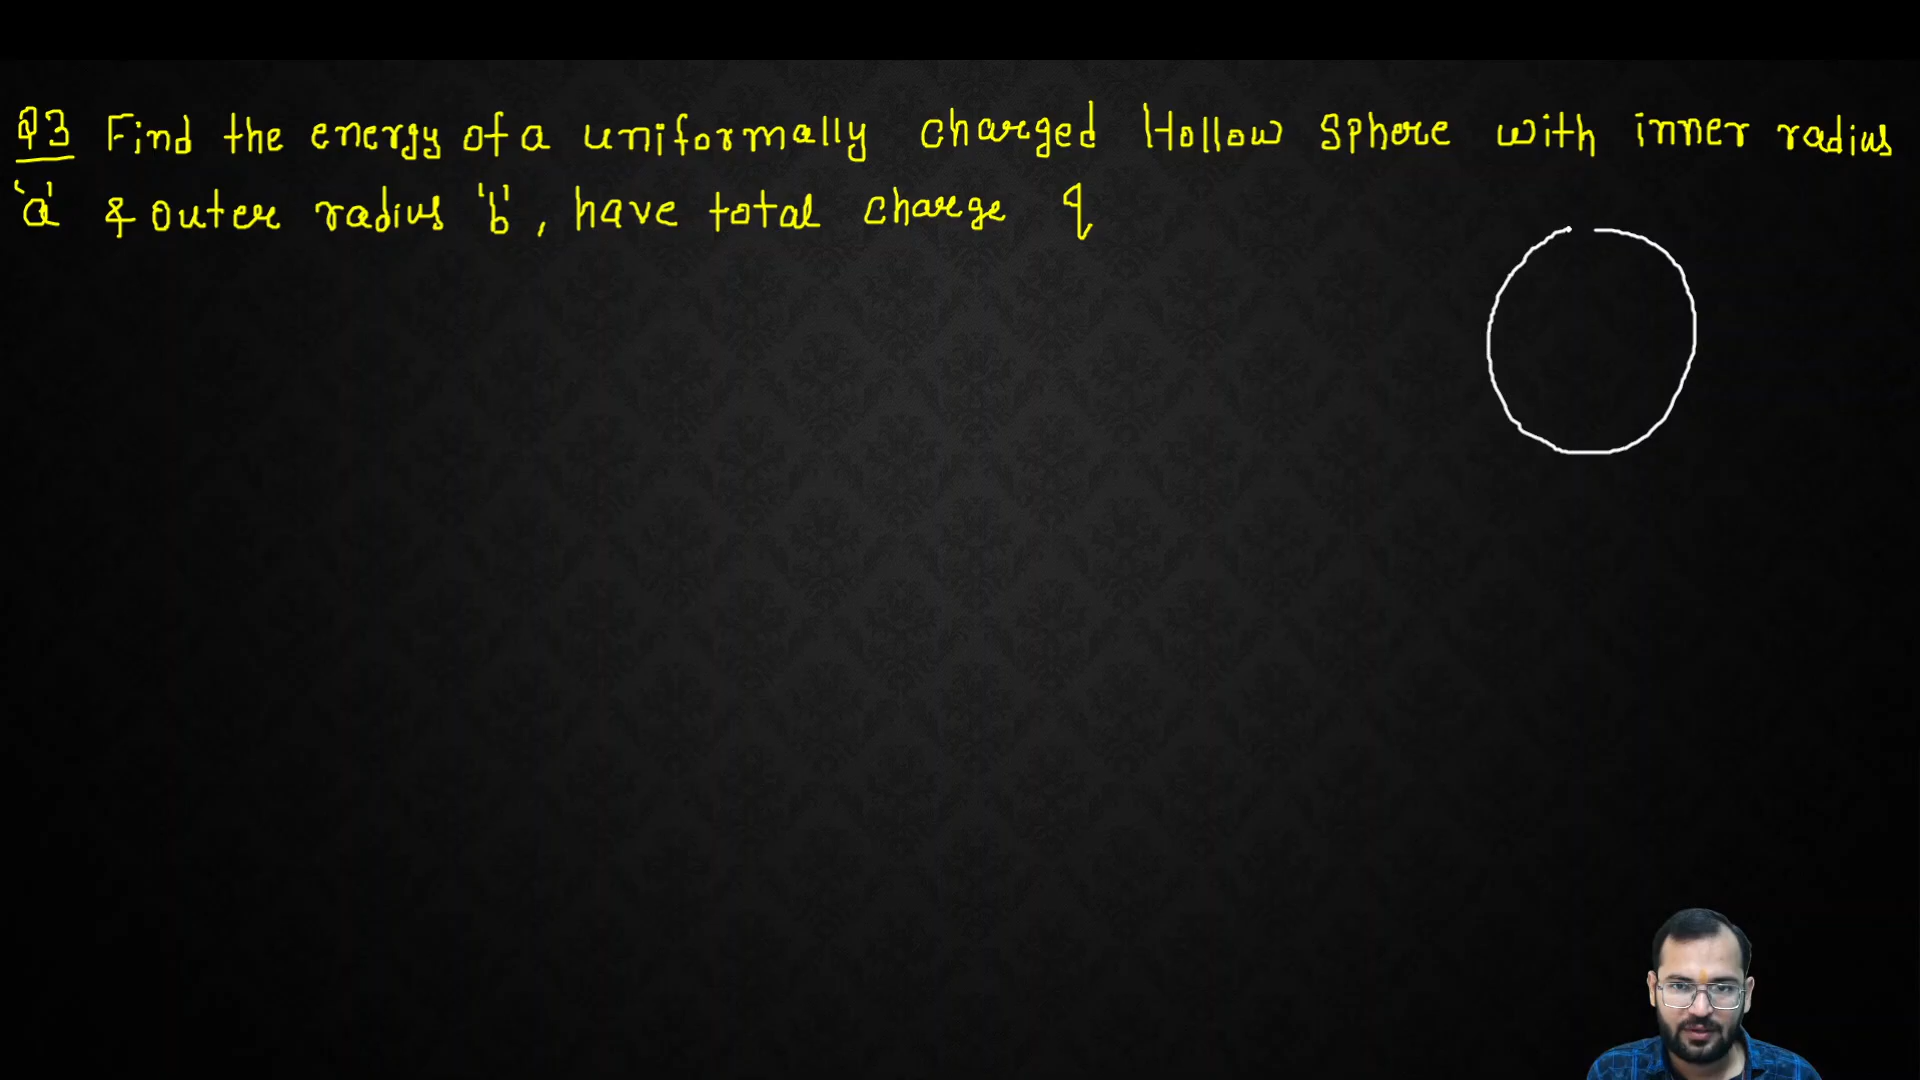 Q3 Find the energy of a uniformally charged Hollow Sphere with inner radius
'a' & outer radius 'b', have total charge q